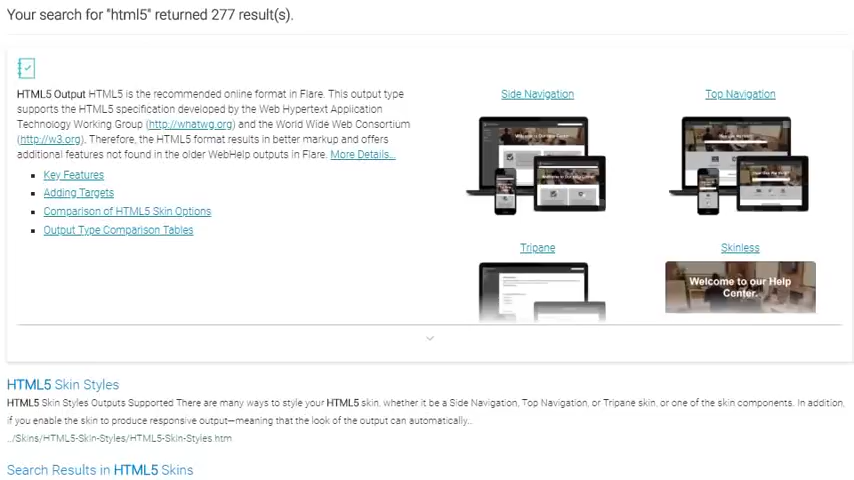 Your search for "html5" returned 277 result(s).
HTML5 Output HTML5 is the recommended online format in Flare. This output type
supports the HTML5 specification developed by the Web Hypertext Application
Technology Working Group (http://whatwg.org) and the World Wide Web Consortium
(http://w3.org). Therefore, the HTML5 format results in better markup and offers
additional features not found in the older WebHelp outputs in Flare. More Details...
Key Features
Adding Targets
Comparison of HTML5 Skin Options
Output Type Comparison Tables
Side Navigation
Top Navigation
Tripane
Skinless
Welcome to our Help
Center.
HTML5 Skin Styles
HTML5 Skin Styles Outputs Supported There are many ways to style your HTML5 skin, whether it be a Side Navigation, Top Navigation, or Tripane skin, or one of the skin components. In addition,
if you enable the skin to produce responsive output—meaning that the look of the output can automatically...
../Skins/HTML5-Skin-Styles/HTML5-Skin-Styles.htm
Search Results in HTML5 Skins